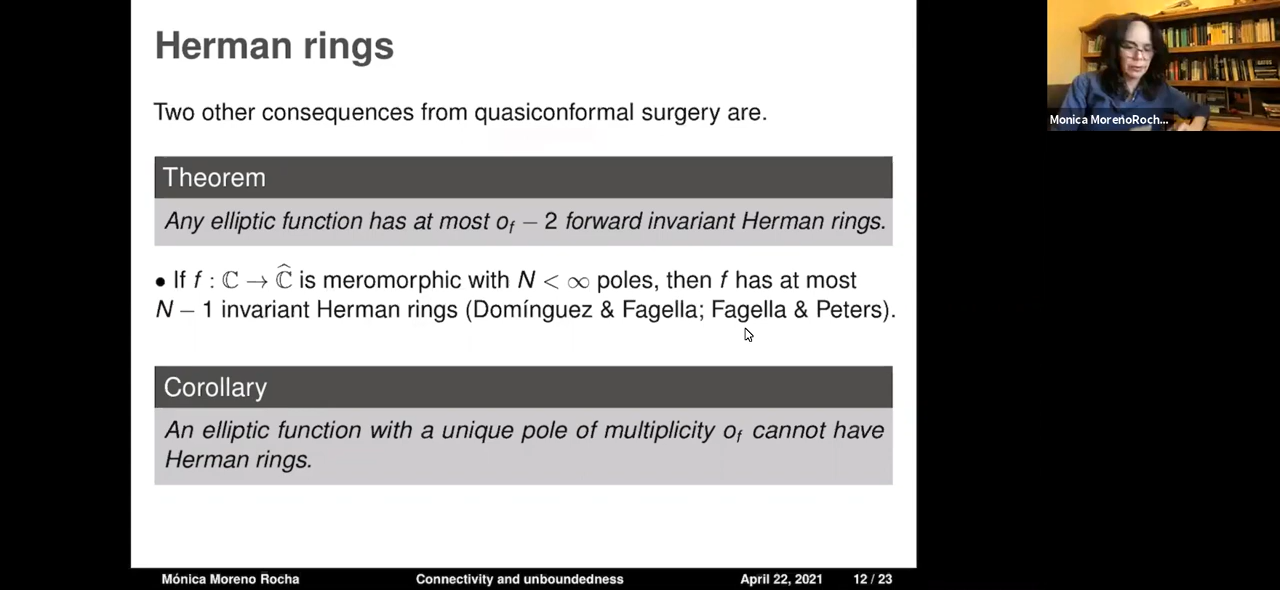 Herman rings
Two other consequences from quasiconformal surgery are.
Theorem
Any elliptic function has at most o_f − 2 forward invariant Herman rings.
• If f : ℂ → ℂ̂ is meromorphic with N < ∞ poles, then f has at most
N − 1 invariant Herman rings (Domínguez & Fagella; Fagella & Peters).
Corollary
An elliptic function with a unique pole of multiplicity o_f cannot have
Herman rings.
Mónica Moreno Rocha Connectivity and unboundedness April 22, 2021 12 / 23
Monica MorenoRoch...